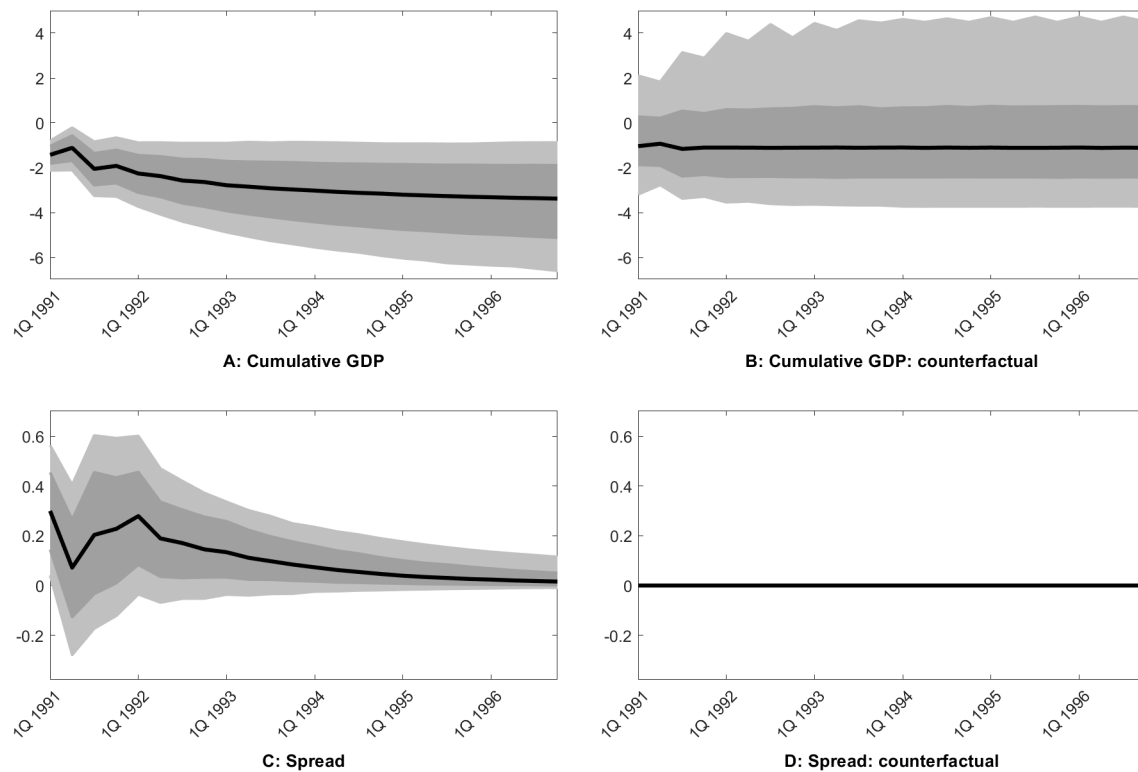 4
2
0
-2
-4
-6
1Q 1991
1Q 1992
1Q 1993
1Q 1994
1Q 1995
1Q 1996
A: Cumulative GDP
4
2
0
-2
-4
-6
1Q 1991
1Q 1992
1Q 1993
1Q 1994
1Q 1995
1Q 1996
B: Cumulative GDP: counterfactual
0.6
0.4
0.2
0
-0.2
1Q 1991
1Q 1992
1Q 1993
1Q 1994
1Q 1995
1Q 1996
C: Spread
0.6
0.4
0.2
0
-0.2
1Q 1991
1Q 1992
1Q 1993
1Q 1994
1Q 1995
1Q 1996
D: Spread: counterfactual